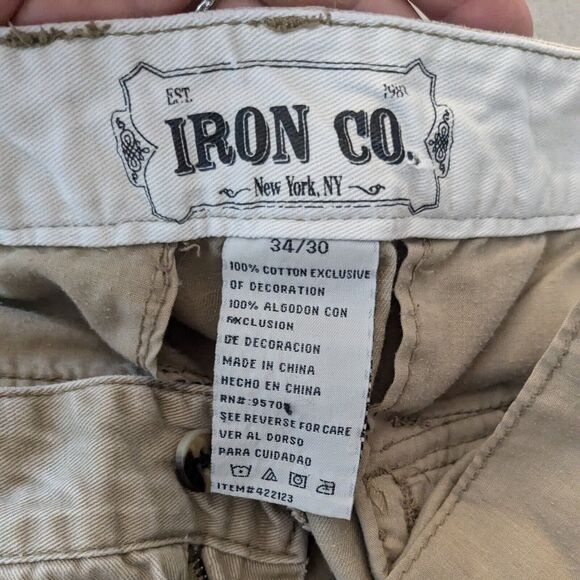 EST.
IRON CO.
New York, NY
34/30
100% COTTON EXCLUSIVE
OF DECORATION
100% ALGODON CON
EXCLUSION
DE DECORACION
MADE IN CHINA
HECHO EN CHINA
RN#:
SEE REVERSE FOR CARE
VER AL DORSO
PARA CUIDADAO
ITEM#422123